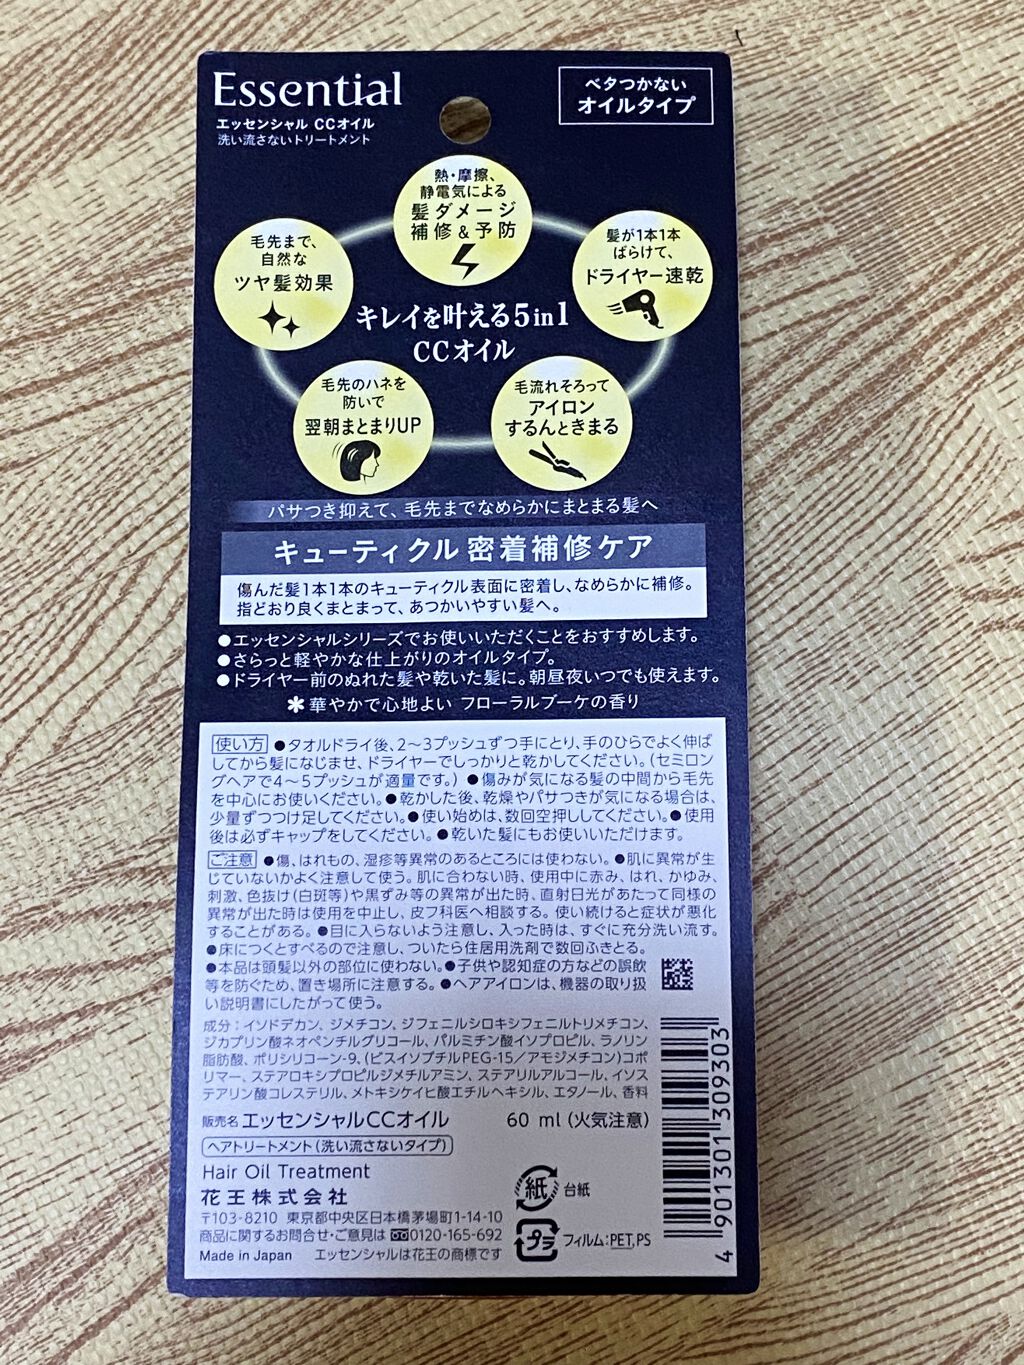 Essential
エッセンシャル CCオイル
洗い流さないトリートメント
ベタつかない
オイルタイプ
熱・摩擦、
静電気による
髪ダメージ
補修&予防
毛先まで、
自然な
ツヤ髪効果
髪が1本1本
ばらけて、
ドライヤー速乾
キレイを叶える5in1
CCオイル
毛先のハネを
防いで
翌朝まとまりUP
毛流れそろって
アイロン
するんときまる
パサつき抑えて、毛先までなめらかにまとまる髪へ
キューティクル 密着補修ケア
傷んだ髪1本1本のキューティクル表面に密着し、なめらかに補修。
指どおり良くまとまって、あつかいやすい髪へ。
●エッセンシャルシリーズでお使いいただくことをおすすめします。
●さらっと軽やかな仕上がりのオイルタイプ。
●ドライヤー前のぬれた髪や乾いた髪に。朝昼夜いつでも使えます。
✻華やかで心地よい フローラルブーケの香り
使い方 ●タオルドライ後、2〜3プッシュずつ手にとり、手のひらでよく伸ば
してから髪になじませ、ドライヤーでしっかりと乾かしてください。(セミロン
グヘアで4〜5プッシュが適量です。) ●傷みが気になる髪の中間から毛先
を中心にお使いください。●乾かした後、乾燥やパサつきが気になる場合は、
少量ずつつけ足してください。●使い始めは、数回空押ししてください。●使用
後は必ずキャップをしてください。●乾いた髪にもお使いいただけます。
ご注意 ●傷、はれもの、湿疹等異常のあるところには使わない。●肌に異常が生
じていないかよく注意して使う。肌に合わない時、使用中に赤み、はれ、かゆみ、
刺激、色抜け(白斑等)や黒ずみ等の異常が出た時、直射日光があたって同様の
異常が出た時は使用を中止し、皮フ科医へ相談する。使い続けると症状が悪化
することがある。●目に入らないよう注意し、入った時は、すぐに充分洗い流す。
●床につくとすべるので注意し、ついたら住居用洗剤で数回ふきとる。
●本品は頭髪以外の部位に使わない。●子供や認知症の方などの誤飲
等を防ぐため、置き場所に注意する。●ヘアアイロンは、機器の取り扱
い説明書にしたがって使う。
成分:イソドデカン、ジメチコン、ジフェニルシロキシフェニルトリメチコン、
ジカプリン酸ネオペンチルグリコール、パルミチン酸イソプロピル、ラノリン
脂肪酸、ポリシリコーン-9、(ビスイソブチルPEG-15/アモジメチコン)コポ
リマー、ステアロキシプロピルジメチルアミン、ステアリルアルコール、イソス
テアリン酸コレステリル、メトキシケイヒ酸エチルヘキシル、エタノール、香料
販売名 エッセンシャルCCオイル 60 ml (火気注意)
ヘアトリートメント(洗い流さないタイプ)
Hair Oil Treatment
花王株式会社
〒103-8210 東京都中央区日本橋茅場町1-14-10
商品に関するお問合せ・ご意見は 0120-165-692
Made in Japan エッセンシャルは花王の商標です
紙 台紙
プラ フィルム:PET, PS
4 901301 309303